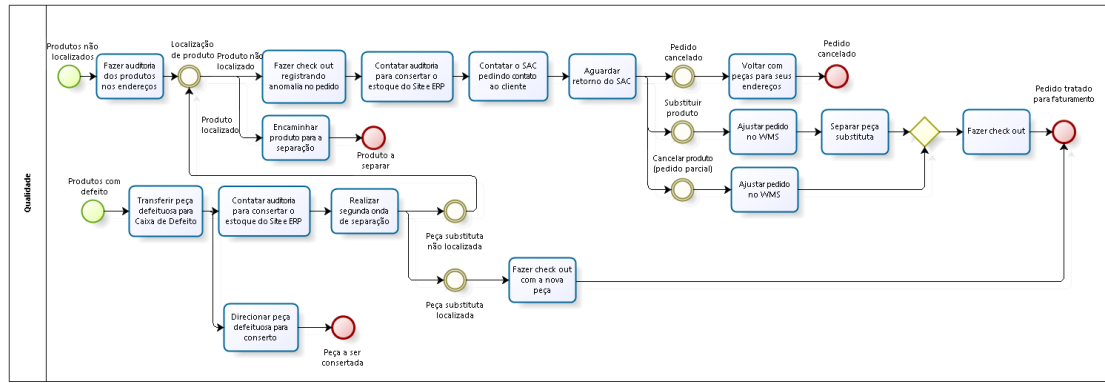 Qualidade
Produtos não
localizados
Fazer auditoria
dos produtos
nos endereços
Localização
de produto
Produto não
localizado
Produto
localizado
Fazer check out
registrando
anomalia no pedido
Contatar auditoria
para consertar o
estoque do Site e ERP
Contatar o SAC
pedindo contato
ao cliente
Aguardar
retorno do SAC
Pedido
cancelado
Voltar com
peças para seus
endereços
Pedido
cancelado
Substituir
produto
Ajustar pedido
no WMS
Separar peça
substituta
Fazer check out
Pedido tratado
para faturamento
Cancelar produto
(pedido parcial)
Ajustar pedido
no WMS
Encaminhar
produto para a
separação
Produto a
separar
Produtos com
defeito
Transferir peça
defeituosa para
Caixa de Defeito
Contatar auditoria
para consertar o
estoque do Site e ERP
Realizar
segunda onda
de separação
Peça substituta
não localizada
Peça substituta
localizada
Fazer check out
com a nova
peça
Direcionar peça
defeituosa para
conserto
Peça a ser
consertada